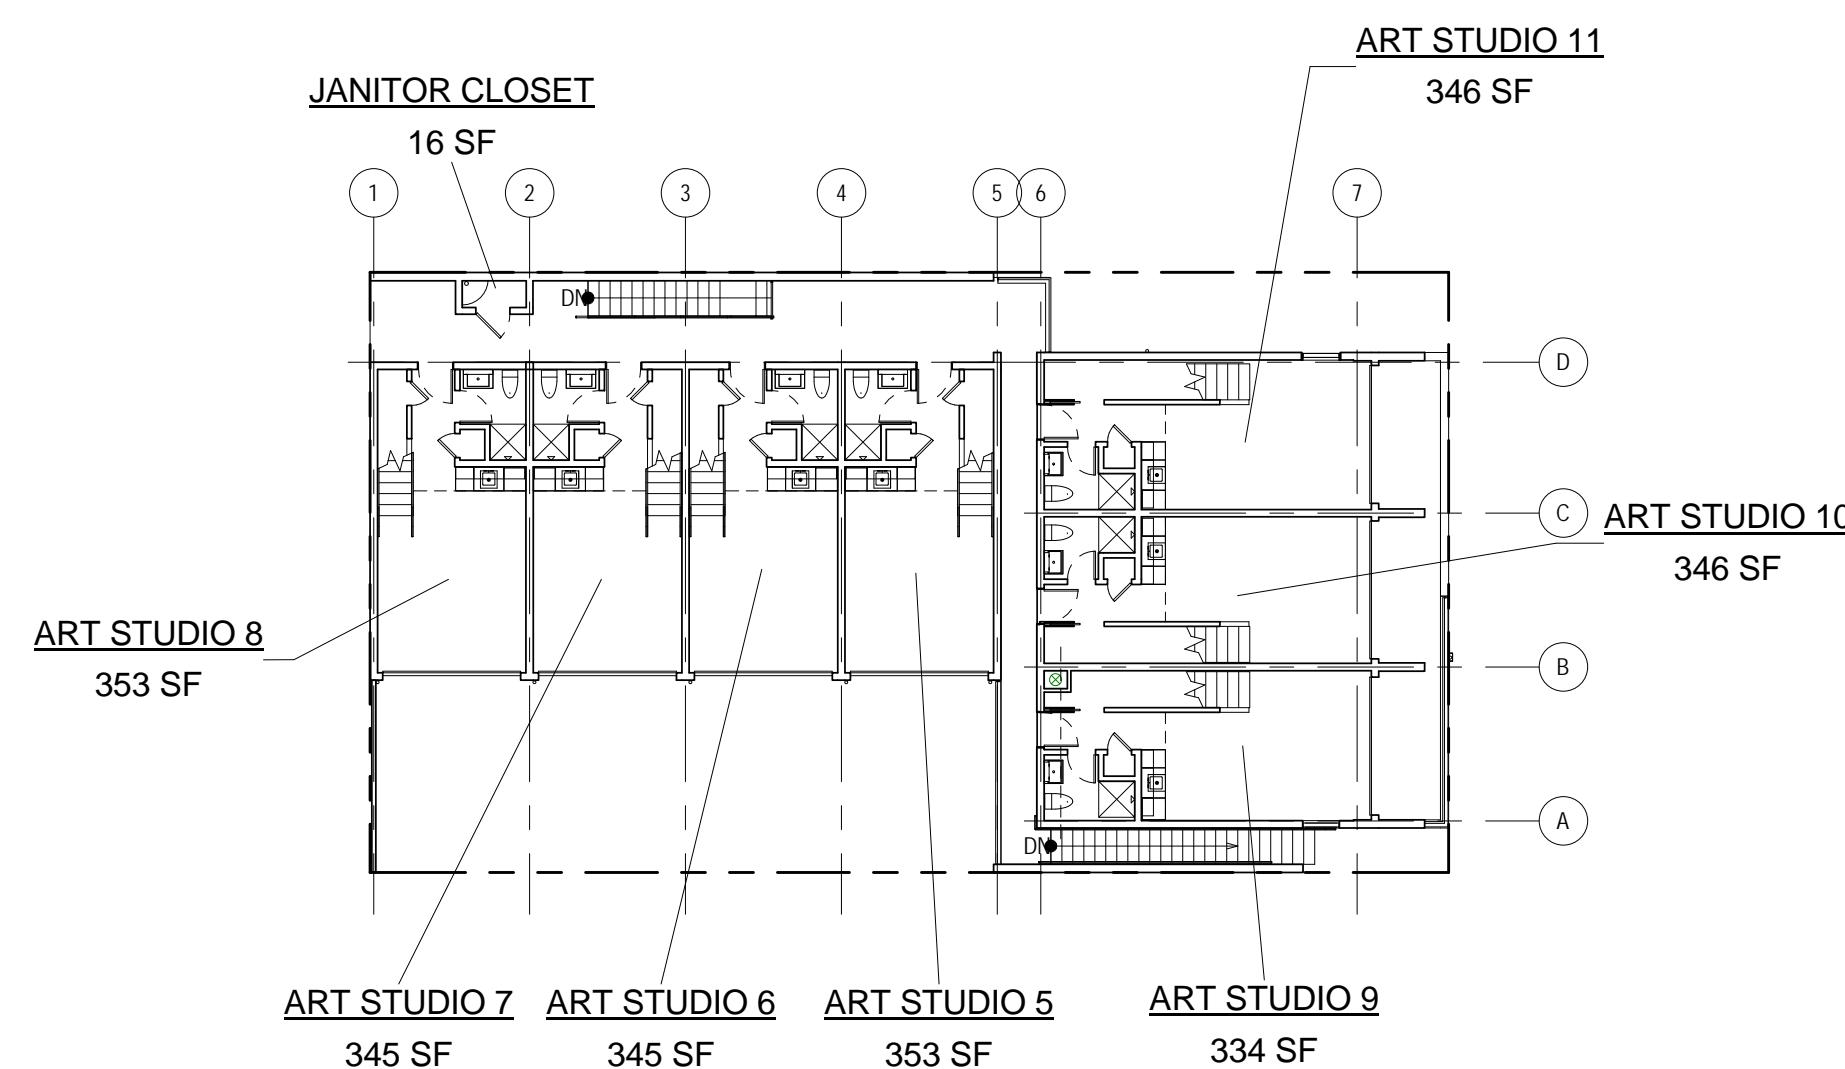 ART STUDIO 11
346 SF
JANITOR CLOSET
16 SF
1
2
3
4
5
6
7
DN
D
C
ART STUDIO 10
346 SF
ART STUDIO 8
353 SF
B
A
DN
ART STUDIO 7
345 SF
ART STUDIO 6
345 SF
ART STUDIO 5
353 SF
ART STUDIO 9
334 SF